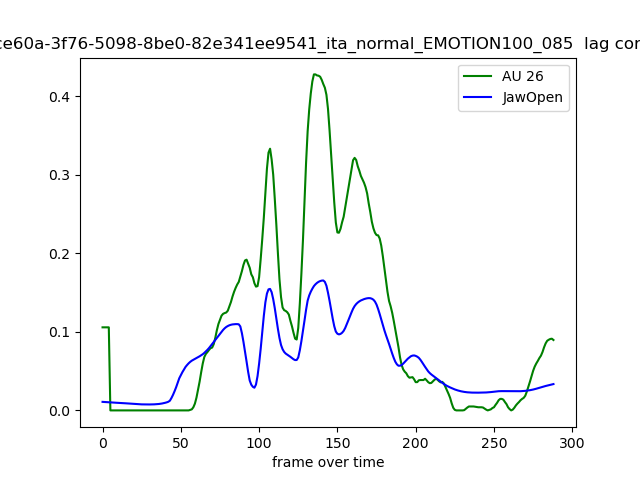 ce60a-3f76-5098-8be0-82e341ee9541_ita_normal_EMOTION100_085 lag cor
AU 26
JawOpen
0.4
0.3
0.2
0.1
0.0
0 50 100 150 200 250 300
frame over time